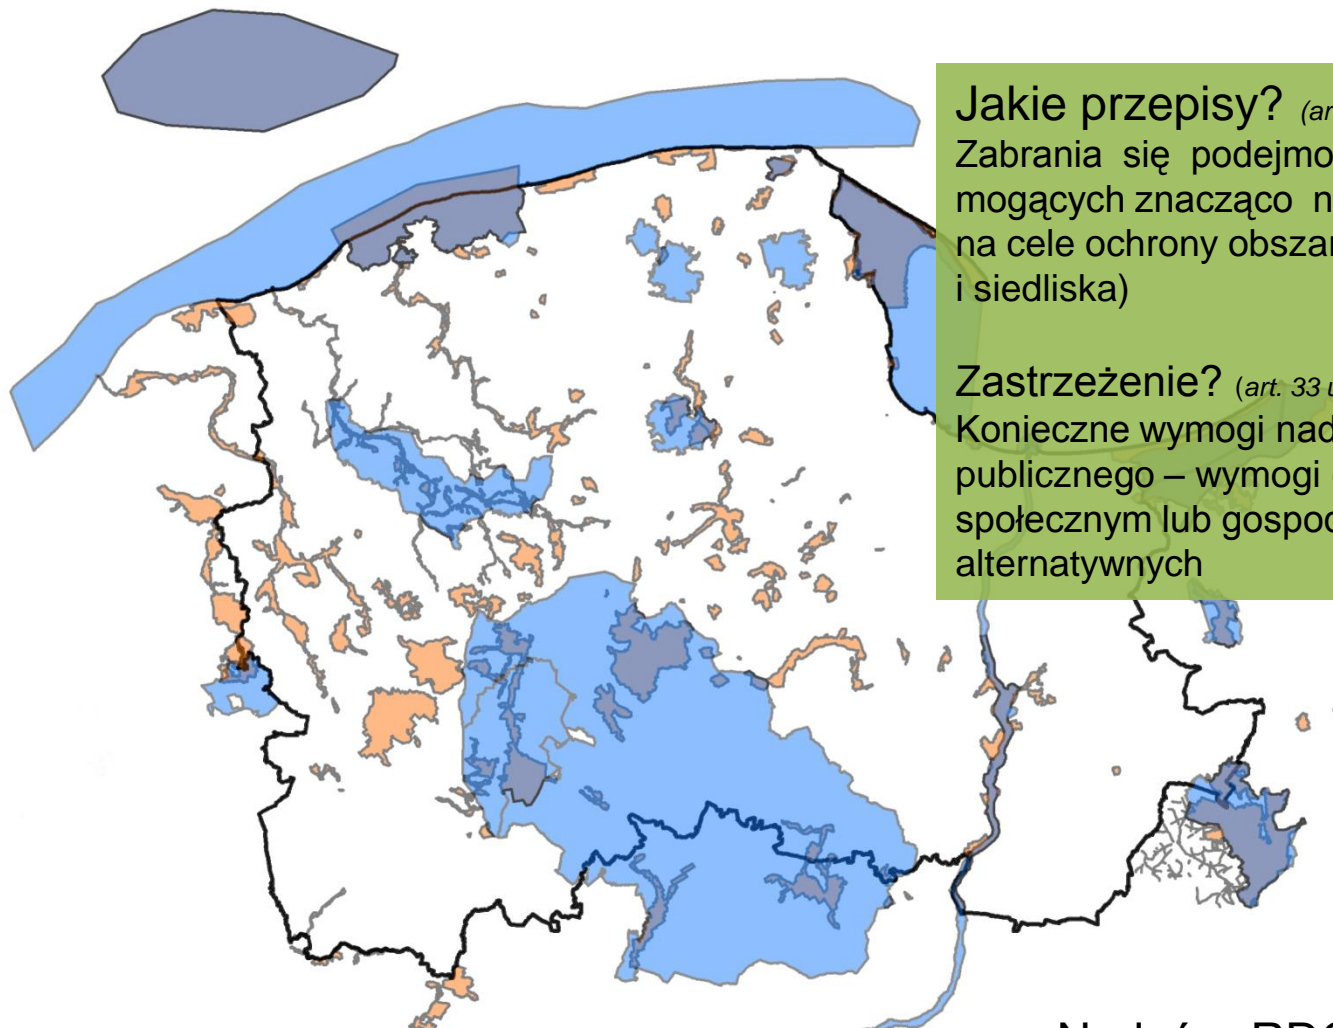 Jakie przepisy? (ar
Zabrania się podejmo
mogących znacząco n
na cele ochrony obszar
i siedliska)
Zastrzeżenie? (art. 33 u
Konieczne wymogi nad
publicznego – wymogi
społecznym lub gospod
alternatywnych